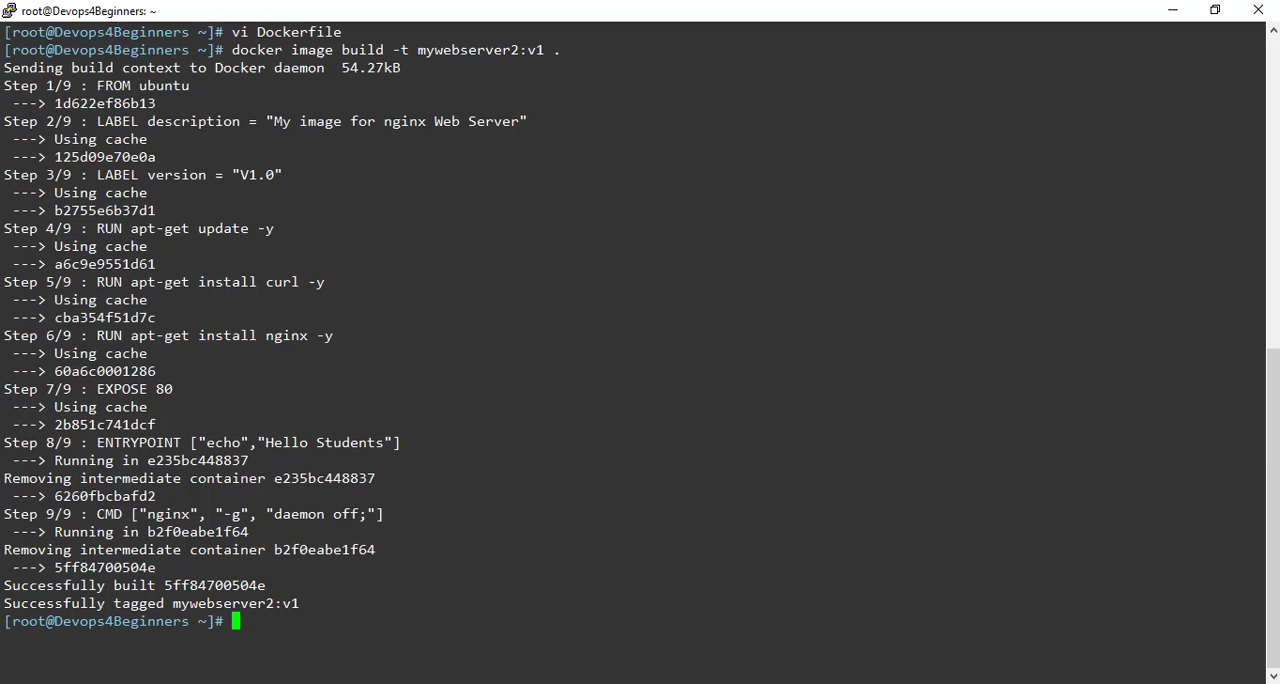 root@Devops4Beginners: ~
[root@Devops4Beginners ~]# vi Dockerfile
[root@Devops4Beginners ~]# docker image build -t mywebserver2:v1 .
Sending build context to Docker daemon  54.27kB
Step 1/9 : FROM ubuntu
 ---> 1d622ef86b13
Step 2/9 : LABEL description = "My image for nginx Web Server"
 ---> Using cache
 ---> 125d09e70e0a
Step 3/9 : LABEL version = "V1.0"
 ---> Using cache
 ---> b2755e6b37d1
Step 4/9 : RUN apt-get update -y
 ---> Using cache
 ---> a6c9e9551d61
Step 5/9 : RUN apt-get install curl -y
 ---> Using cache
 ---> cba354f51d7c
Step 6/9 : RUN apt-get install nginx -y
 ---> Using cache
 ---> 60a6c0001286
Step 7/9 : EXPOSE 80
 ---> Using cache
 ---> 2b851c741dcf
Step 8/9 : ENTRYPOINT ["echo","Hello Students"]
 ---> Running in e235bc448837
Removing intermediate container e235bc448837
 ---> 6260fbcbafd2
Step 9/9 : CMD ["nginx", "-g", "daemon off;"]
 ---> Running in b2f0eabe1f64
Removing intermediate container b2f0eabe1f64
 ---> 5ff84700504e
Successfully built 5ff84700504e
Successfully tagged mywebserver2:v1
[root@Devops4Beginners ~]#